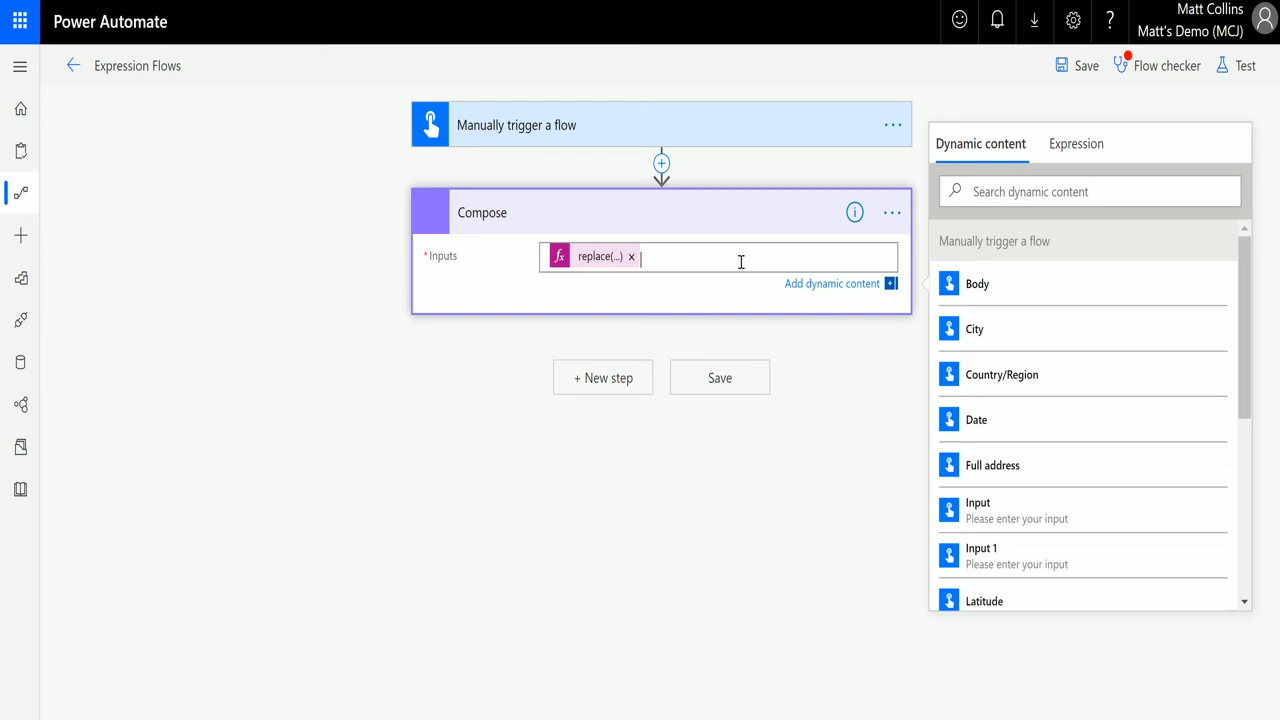 Power Automate
Matt Collins
Matt's Demo (MCJ)
Expression Flows
Save
Flow checker
Test
Manually trigger a flow
Compose
* Inputs
fx replace(...) x
Add dynamic content
+ New step
Save
Dynamic content
Expression
Search dynamic content
Manually trigger a flow
Body
City
Country/Region
Date
Full address
Input
Please enter your input
Input 1
Please enter your input
Latitude